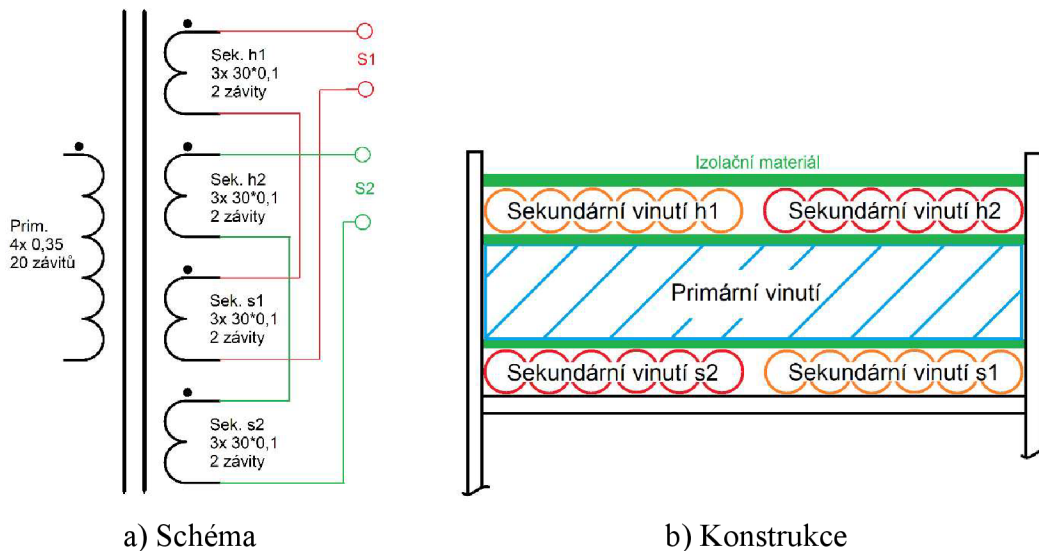 Sek. h1
3x 30*0,1
2 závity
S1
Sek. h2
3x 30*0,1
2 závity
S2
Prim.
4x 0,35
20 závitů
Sek. s1
3x 30*0,1
2 závity
Sek. s2
3x 30*0,1
2 závity
a) Schéma
Izolační materiál
Sekundární vinutí h1
Sekundární vinutí h2
Primární vinutí
Sekundární vinutí s2
Sekundární vinutí s1
b) Konstrukce